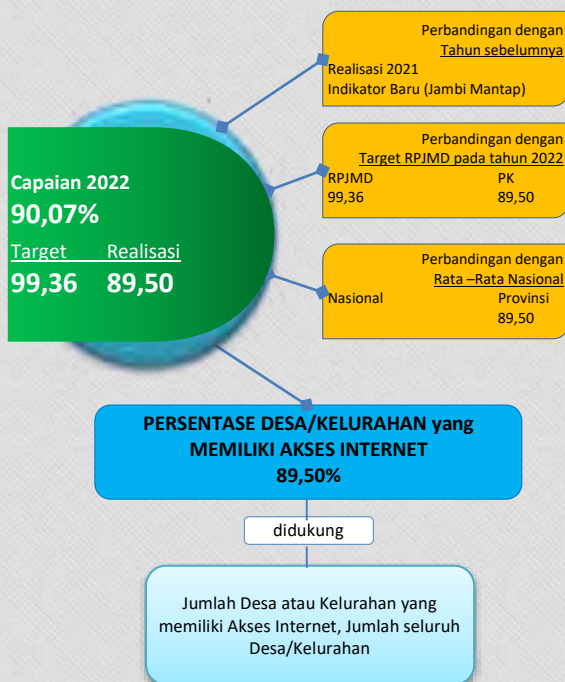 Perbandingan dengan
Tahun sebelumnya
Realisasi 2021
Indikator Baru (Jambi Mantap)
Capaian 2022
90,07%
Target Realisasi
99,36 89,50
Perbandingan dengan
Target RPJMD pada tahun 2022
RPJMD PK
99,36 89,50
Perbandingan dengan
Rata –Rata Nasional
Nasional Provinsi
89,50
PERSENTASE DESA/KELURAHAN yang
MEMILIKI AKSES INTERNET
89,50%
didukung
Jumlah Desa atau Kelurahan yang
memiliki Akses Internet, Jumlah seluruh
Desa/Kelurahan